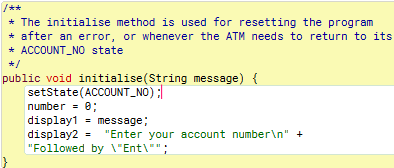 /**
 * The initialise method is used for resetting the program
 * after an error, or whenever the ATM needs to return to its
 * ACCOUNT_NO state
 */
public void initialise(String message) {
    setState(ACCOUNT_NO);
    number = 0;
    display1 = message;
    display2 =  "Enter your account number\n" +
    "Followed by \"Ent\"";
}